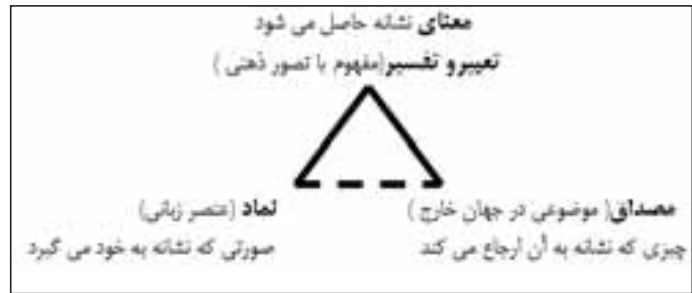 معنای نشانه حاصل می شود
تعبیر و تفسیر(مفهوم یا تصور ذهنی )
مصداق( موضوعی در جهان خارج )
چیزی که نشانه به آن ارجاع می کند
نماد (عنصر زبانی)
صورتی که نشانه به خود می گیرد